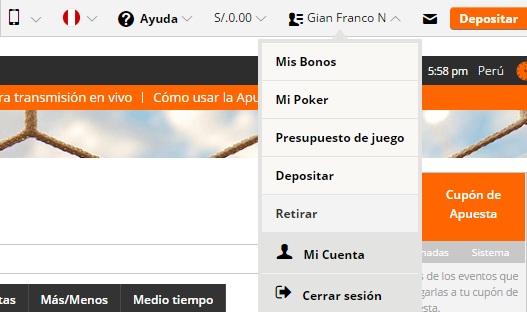 Ayuda
S/.0.00
Gian Franco N
Depositar
Mis Bonos
Mi Poker
Presupuesto de juego
Depositar
Retirar
Mi Cuenta
Cerrar sesión
5:58 pm Perú
ra transmisión en vivo | Cómo usar la Apu
Cupón de
Apuesta
nadas Sistema
s de los eventos que
garlas a tu cupón de
esta.
tas
Más/Menos
Medio tiempo